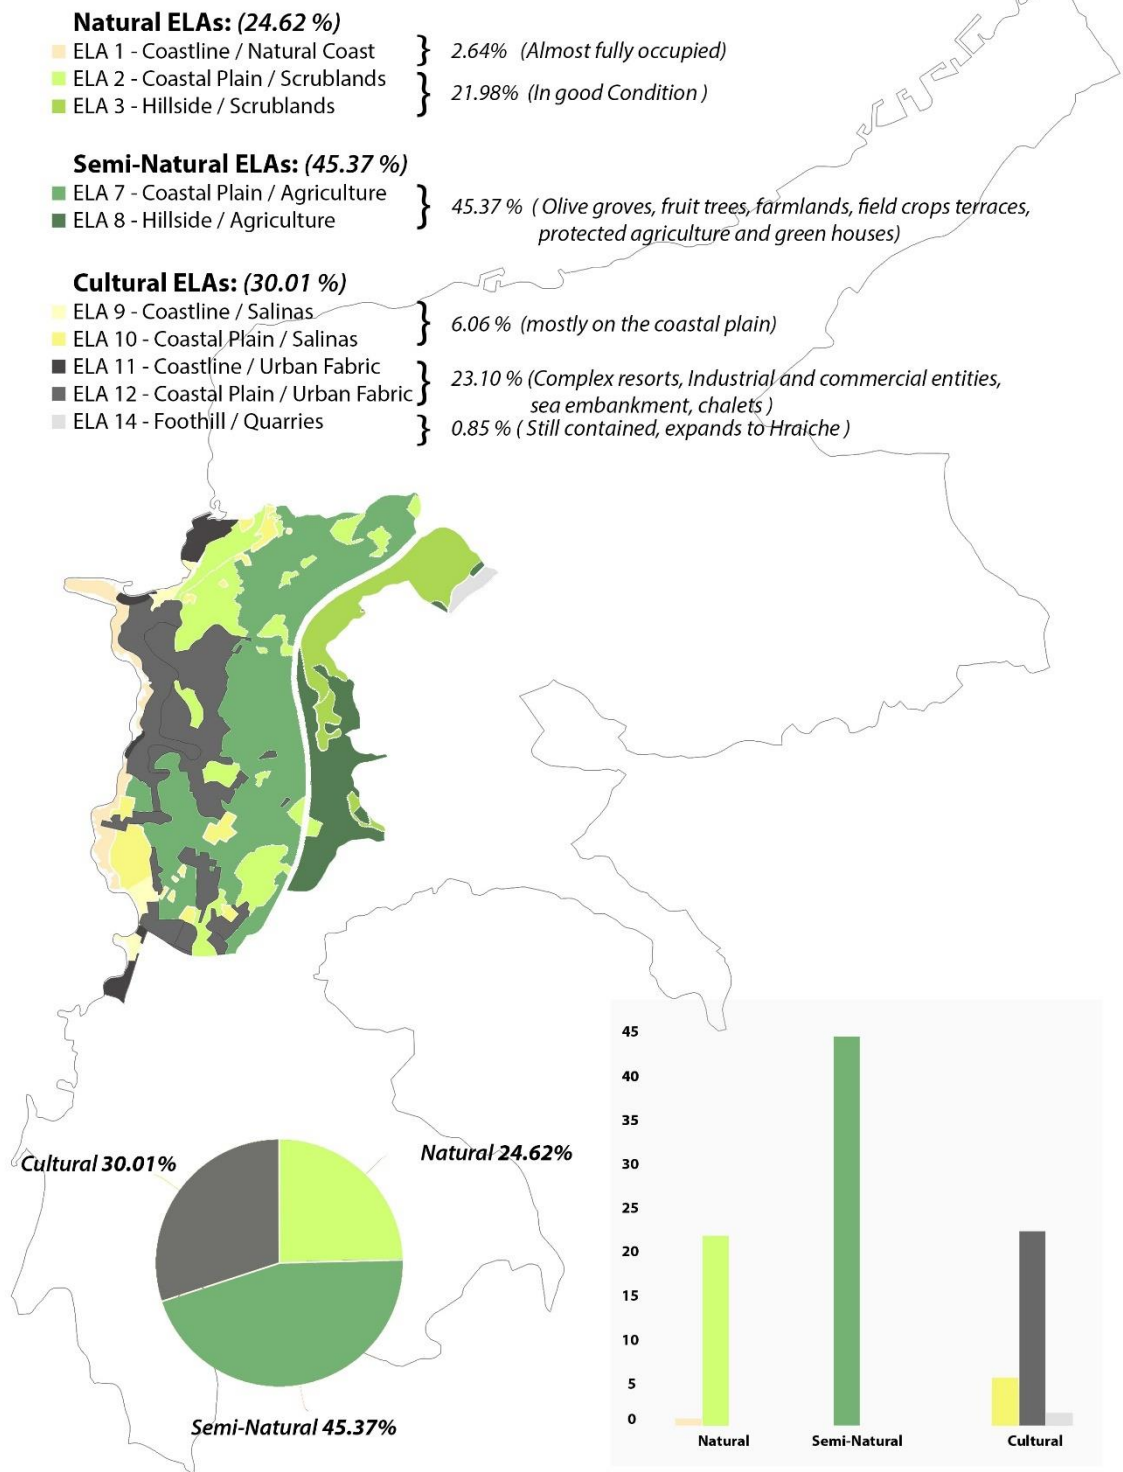 Natural ELAs: (24.62 %)
ELA 1 - Coastline / Natural Coast
2.64% (Almost fully occupied)
ELA 2 - Coastal Plain / Scrublands
ELA 3 - Hillside / Scrublands
21.98% (In good Condition )
Semi-Natural ELAs: (45.37 %)
ELA 7 - Coastal Plain / Agriculture
ELA 8 - Hillside / Agriculture
45.37 % ( Olive groves, fruit trees, farmlands, field crops terraces,
protected agriculture and green houses)
Cultural ELAs: (30.01 %)
ELA 9 - Coastline / Salinas
ELA 10 - Coastal Plain / Salinas
6.06 % (mostly on the coastal plain)
ELA 11 - Coastline / Urban Fabric
ELA 12 - Coastal Plain / Urban Fabric
23.10 % (Complex resorts, Industrial and commercial entities,
sea embankment, chalets )
ELA 14 - Foothill / Quarries
0.85 % ( Still contained, expands to Hraiche )
Cultural 30.01%
Natural 24.62%
Semi-Natural 45.37%
45
40
35
30
25
20
15
10
5
0
Natural
Semi-Natural
Cultural